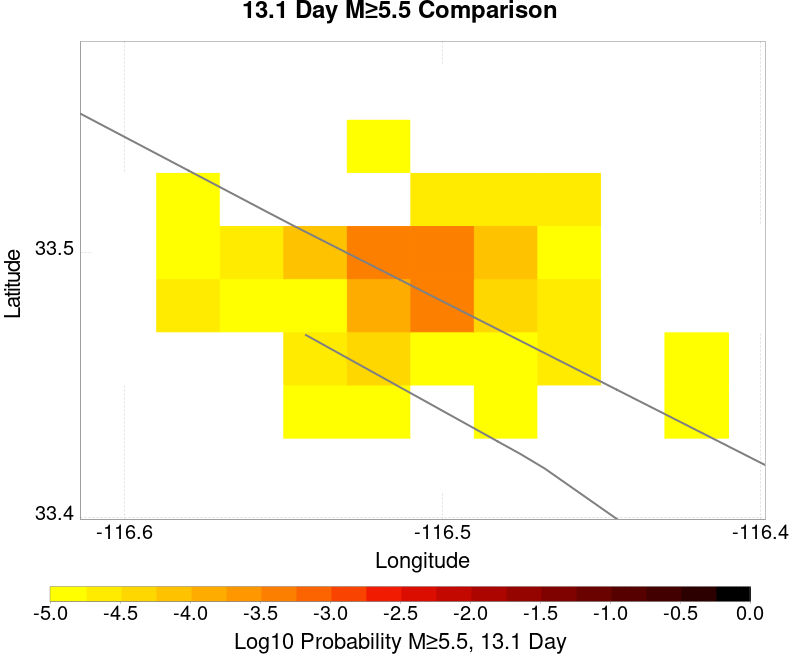 13.1 Day M≥5.5 Comparison
Latitude
33.5
33.4
-116.6 -116.5 -116.4
Longitude
-5.0 -4.5 -4.0 -3.5 -3.0 -2.5 -2.0 -1.5 -1.0 -0.5 0.0
Log10 Probability M≥5.5, 13.1 Day